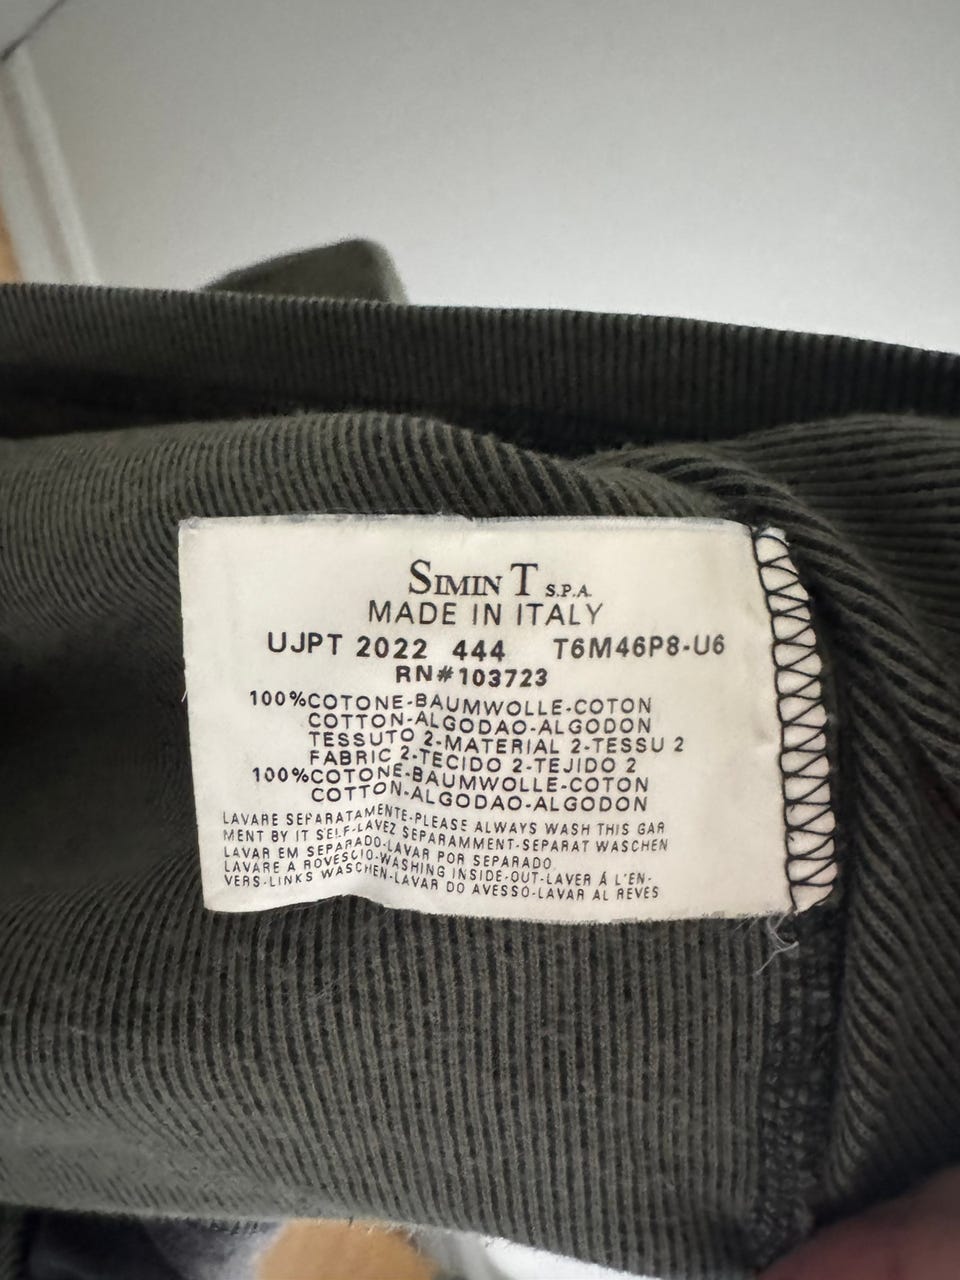 SIMIN T S.P.A.
MADE IN ITALY
UJPT 2022 444 T6M46P8-U6
RN#103723
100%COTONE-BAUMWOLLE-COTON
COTTON-ALGODAO-ALGODON
TESSUTO 2-MATERIAL 2-TESSU 2
FABRIC 2-TECIDO 2-TEJIDO 2
100%COTONE-BAUMWOLLE-COTON
COTTON-ALGODAO-ALGODON
LAVARE SEPARATAMENTE-PLEASE ALWAYS WASH THIS GAR
MENT BY IT SELF-LAVEZ SEPARAMMENT-SEPARAT WASCHEN
LAVAR EM SEPARADO-LAVAR POR SEPARADO
LAVARE A ROVESCIO-WASHING INSIDE-OUT-LAVER Á L'EN-
VERS-LINKS WASCHEN-LAVAR DO AVESSO-LAVAR AL REVES